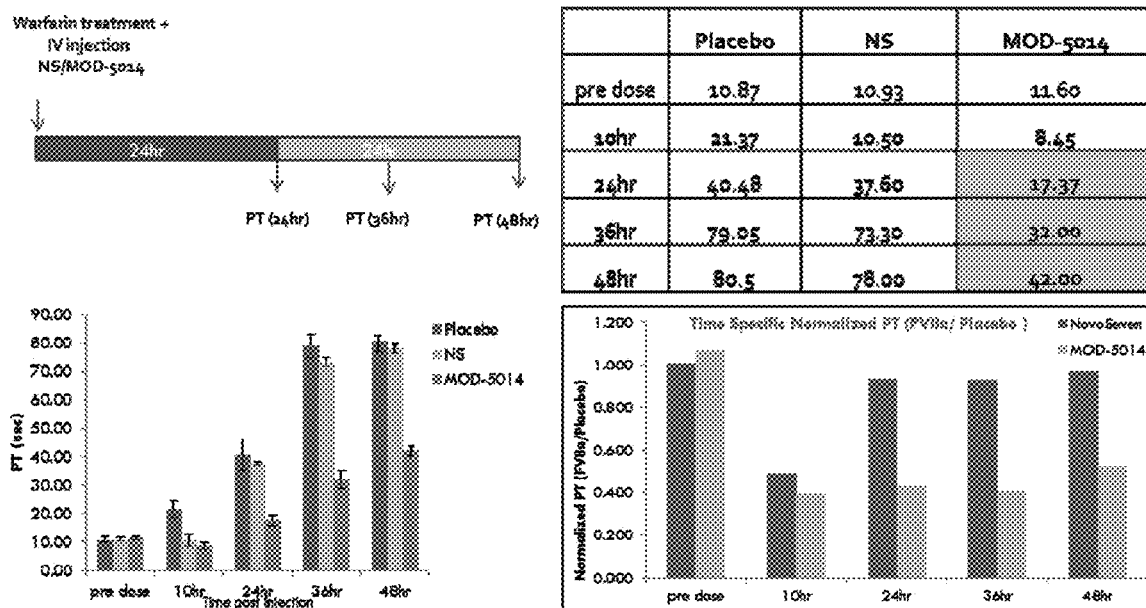 Warfarin treatment +
IV injection
NS/MOD-5014
24hr
PT (24hr) PT (36hr) PT (48hr)
Placebo NS MOD-5014
pre dose 10.87 10.93 11.60
10hr 21.37 10.50 8.45
24hr 40.48 37.60 17.37
36hr 79.05 73.30 32.00
48hr 80.5 78.00 42.00
90.00
80.00
70.00
60.00
50.00
40.00
30.00
20.00
10.00
0.00
PT (sec)
Placebo
NS
MOD-5014
pre dose 10hr 24hr 36hr 48hr
Time post injection
Time Specific Normalized PT (FVIIa/ Placebo )
1.200
1.000
0.800
0.600
0.400
0.200
0.000
Normalized PT (FVIIa/Placebo)
NovoSeven
MOD-5014
pre dose 10hr 24hr 36hr 48hr